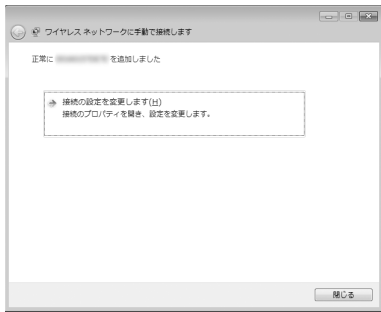 ワイヤレス ネットワークに手動で接続します
正常に を追加しました
接続の設定を変更します(H)
接続のプロパティを開き、設定を変更します。
閉じる